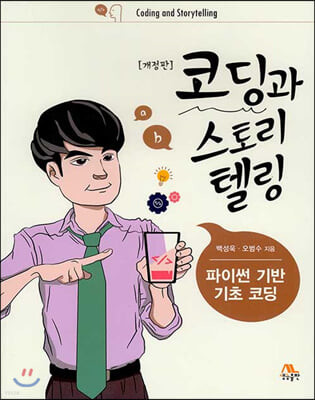 Coding and Storytelling
[개정판]
코딩과
스토리
텔링
a
b
백성욱 · 오범수 지음
파이썬 기반
기초 코딩